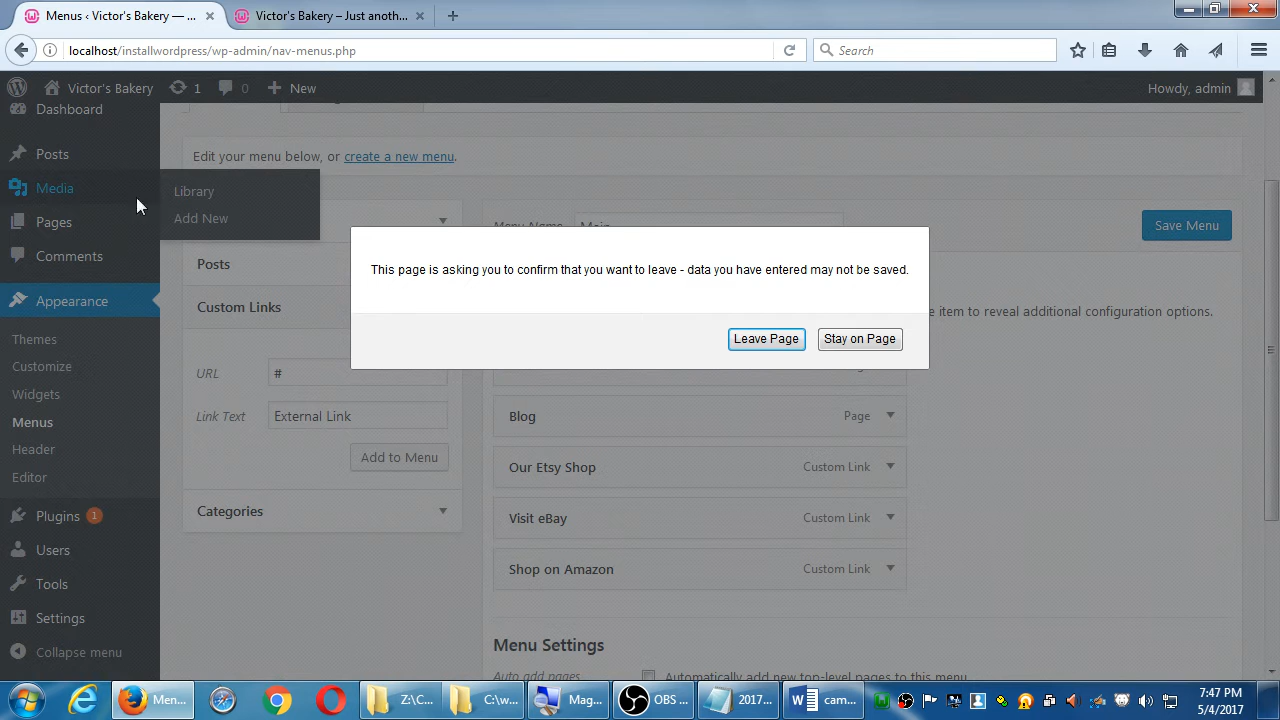 Menus ‹ Victor's Bakery — ...
Victor's Bakery – Just anoth...
localhost/installwordpress/wp-admin/nav-menus.php
Search
Victor's Bakery
1
0
New
Howdy, admin
Dashboard
Posts
Media
Pages
Comments
Appearance
Themes
Customize
Widgets
Menus
Header
Editor
Plugins 1
Users
Tools
Settings
Collapse menu
Library
Add New
Edit your menu below, or create a new menu.
Menu Name Main
Save Menu
This page is asking you to confirm that you want to leave - data you have entered may not be saved.
Leave Page
Stay on Page
Posts
Custom Links
URL #
Link Text External Link
Add to Menu
Categories
e item to reveal additional configuration options.
Blog Page
Our Etsy Shop Custom Link
Visit eBay Custom Link
Shop on Amazon Custom Link
Menu Settings
Auto add pages Automatically add new top-level pages to this menu
Men...
Z:\C...
C:\w...
Mag...
OBS ...
2017...
cam...
7:47 PM
5/4/2017